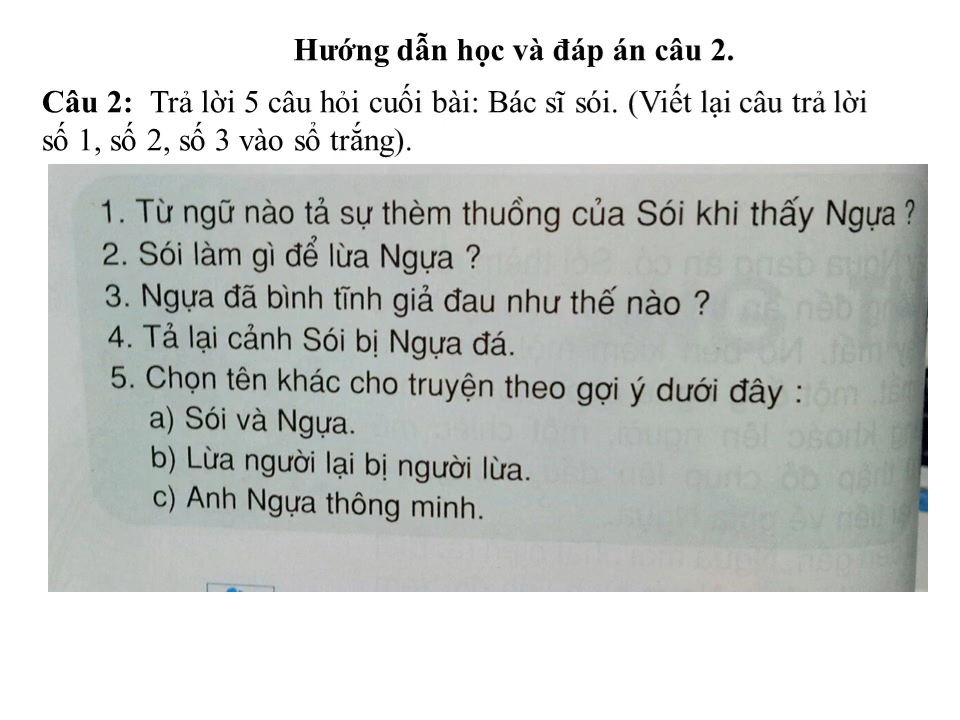 Hướng dẫn học và đáp án câu 2.
Câu 2: Trả lời 5 câu hỏi cuối bài: Bác sĩ sói. (Viết lại câu trả lời
số 1, số 2, số 3 vào sổ trắng).
1. Từ ngữ nào tả sự thèm thuồng của Sói khi thấy Ngựa ?
2. Sói làm gì để lừa Ngựa ?
3. Ngựa đã bình tĩnh giả đau như thế nào ?
4. Tả lại cảnh Sói bị Ngựa đá.
5. Chọn tên khác cho truyện theo gợi ý dưới đây :
a) Sói và Ngựa.
b) Lừa người lại bị người lừa.
c) Anh Ngựa thông minh.